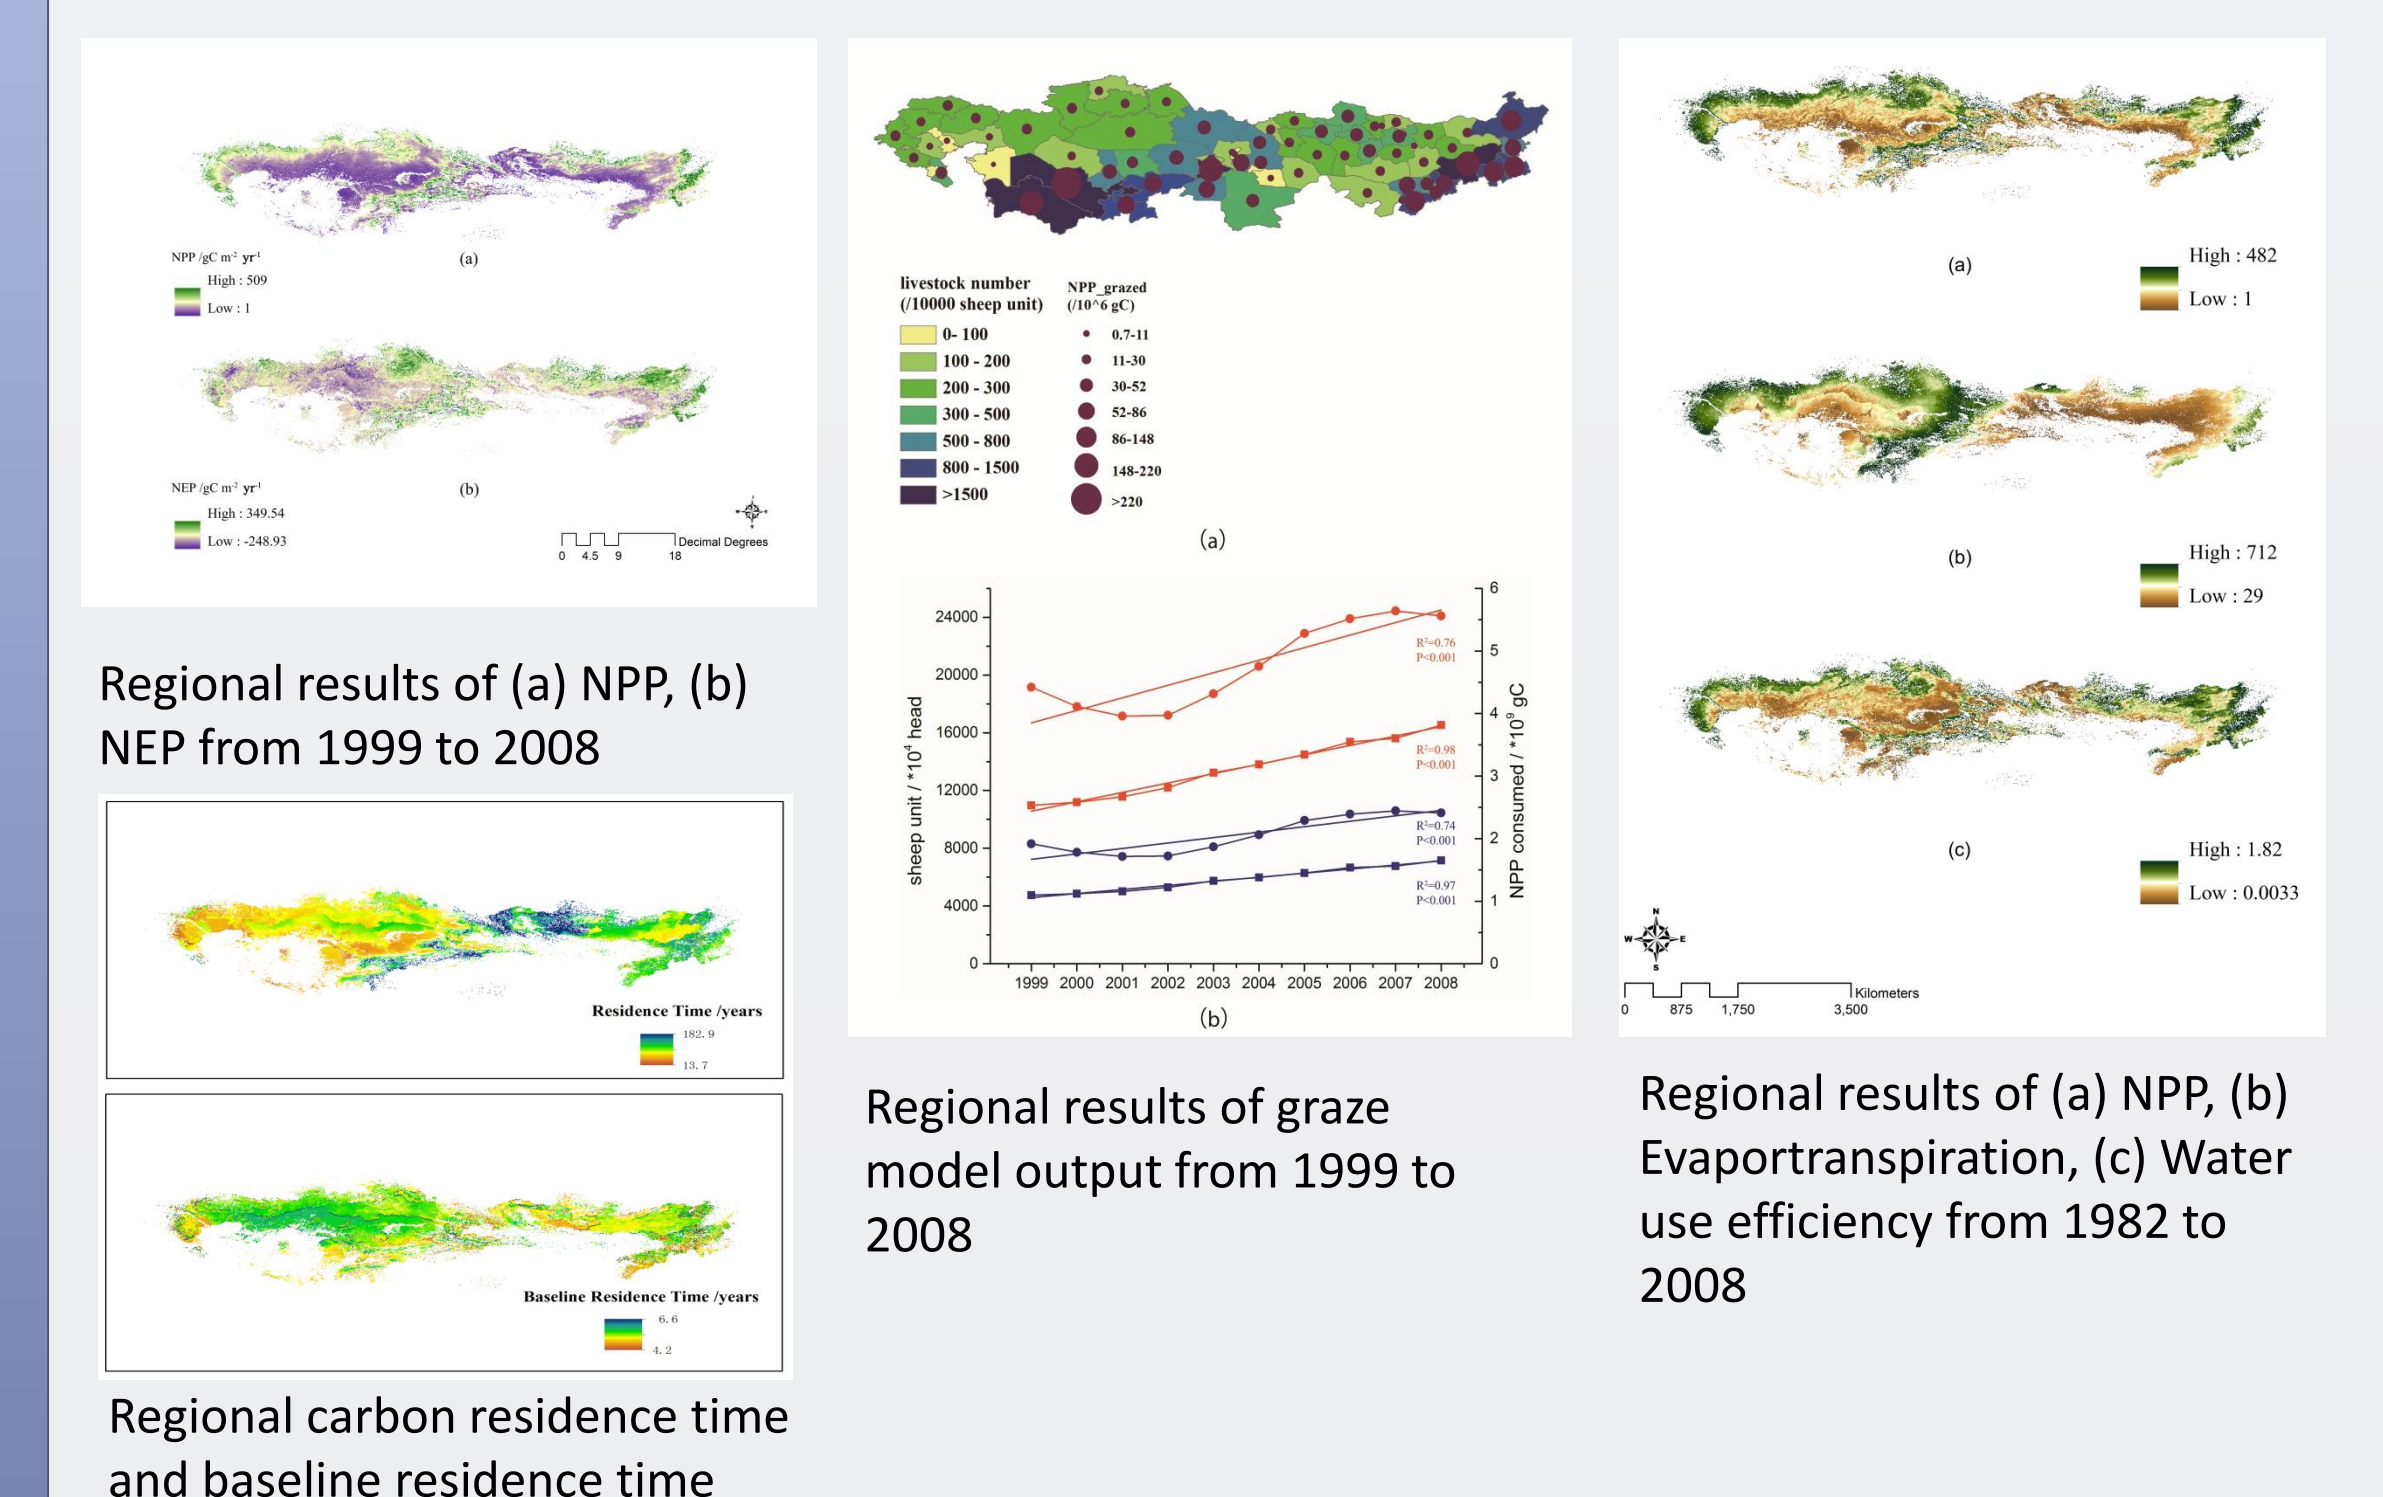 NPP /gC m⁻² yr⁻¹
High : 509
Low : 1
(a)
NEP /gC m⁻² yr⁻¹
High : 349.54
Low : -248.93
(b)
0 4.5 9 18 Decimal Degrees
Regional results of (a) NPP, (b)
NEP from 1999 to 2008
Residence Time /years
182.9
13.7
Baseline Residence Time /years
6.6
4.2
Regional carbon residence time
and baseline residence time
livestock number
(/10000 sheep unit)
0- 100
100 - 200
200 - 300
300 - 500
500 - 800
800 - 1500
>1500
NPP_grazed
(/10^6 gC)
0.7-11
11-30
30-52
52-86
86-148
148-220
>220
(a)
sheep unit / *10⁴ head
24000
20000
16000
12000
8000
4000
0
R²=0.76
P<0.001
R²=0.98
P<0.001
R²=0.74
P<0.001
R²=0.97
P<0.001
6
5
4
3
2
1
0
NPP consumed / *10⁹ gC
1999 2000 2001 2002 2003 2004 2005 2006 2007 2008
(b)
Regional results of graze
model output from 1999 to
2008
(a)
High : 482
Low : 1
(b)
High : 712
Low : 29
(c)
High : 1.82
Low : 0.0033
N
W E
S
Kilometers
0 875 1,750 3,500
Regional results of (a) NPP, (b)
Evaportranspiration, (c) Water
use efficiency from 1982 to
2008